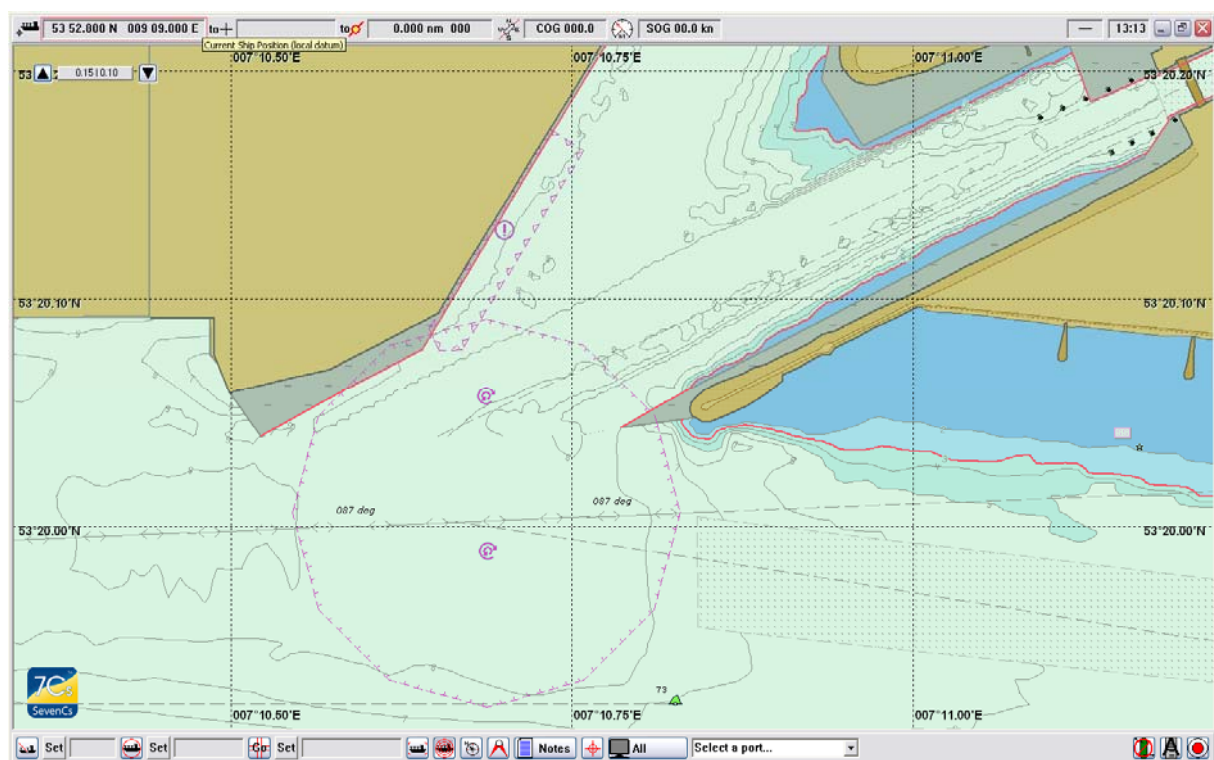 53 52.000 N 009 09.000 E to to 0.000 nm 000 COG 000.0 SOG 00.0 kn — 13:13
Current Ship Position (local datum)
007°10.50'E 007°10.75'E 007°11.00'E
53 0.15|0.10 53°20.20'N
53°20.10'N 53°20.10'N
087 deg 087 deg
53°20.00'N 53°20.00'N
7Cs
SevenCs
73
007°10.50'E 007°10.75'E 007°11.00'E
Set Set Go Set Notes All Select a port...